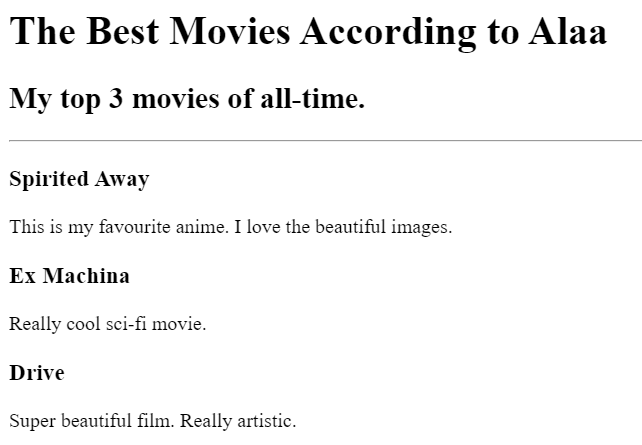 The Best Movies According to Alaa
My top 3 movies of all-time.
Spirited Away
This is my favourite anime. I love the beautiful images.
Ex Machina
Really cool sci-fi movie.
Drive
Super beautiful film. Really artistic.